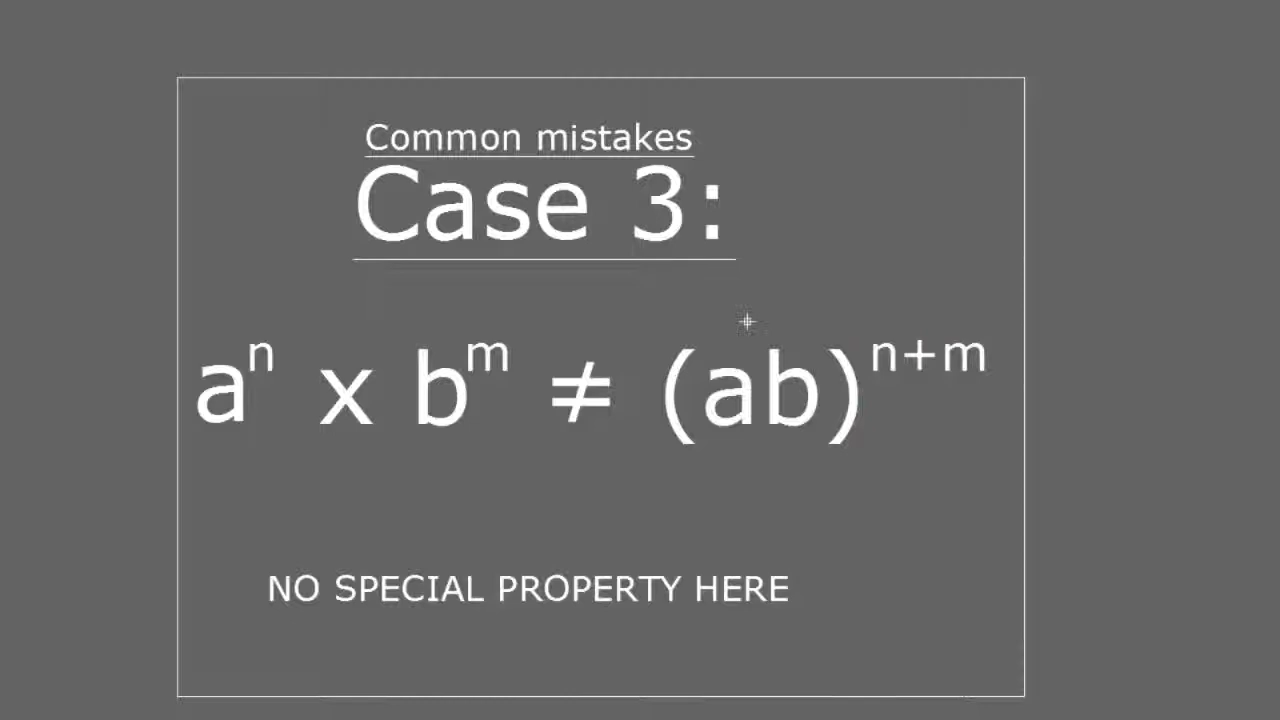 Common mistakes
Case 3:
aⁿ x bᵐ ≠ (ab)ⁿ⁺ᵐ
NO SPECIAL PROPERTY HERE